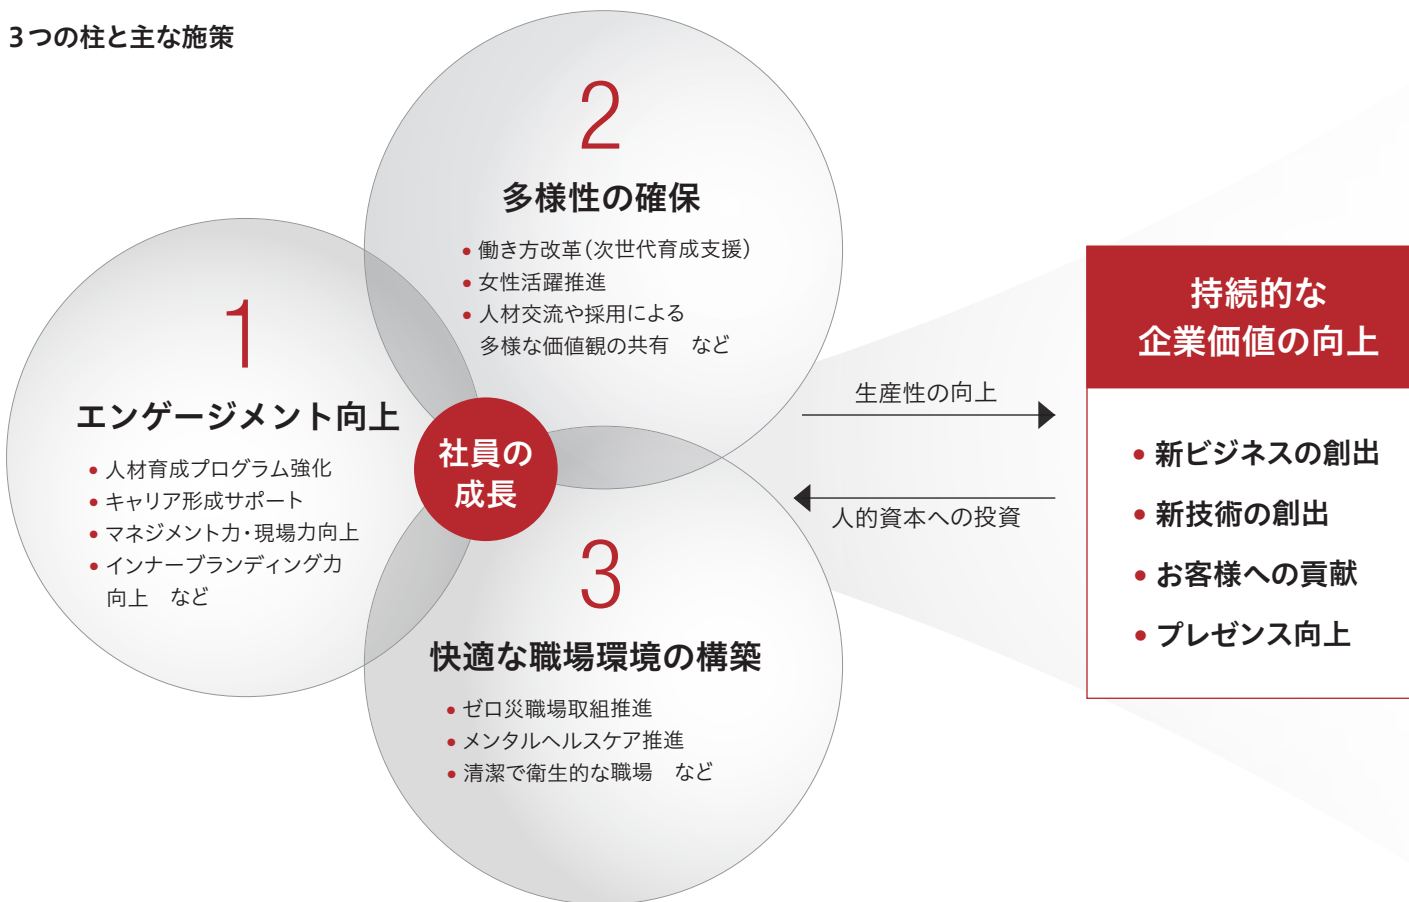 3つの柱と主な施策
1
エンゲージメント向上
• 人材育成プログラム強化
• キャリア形成サポート
• マネジメント力・現場力向上
• インナーブランディング力
向上　など
2
多様性の確保
• 働き方改革(次世代育成支援)
• 女性活躍推進
• 人材交流や採用による
多様な価値観の共有　など
社員の
成長
3
快適な職場環境の構築
• ゼロ災職場取組推進
• メンタルヘルスケア推進
• 清潔で衛生的な職場　など
生産性の向上
人的資本への投資
持続的な
企業価値の向上
• 新ビジネスの創出
• 新技術の創出
• お客様への貢献
• プレゼンス向上